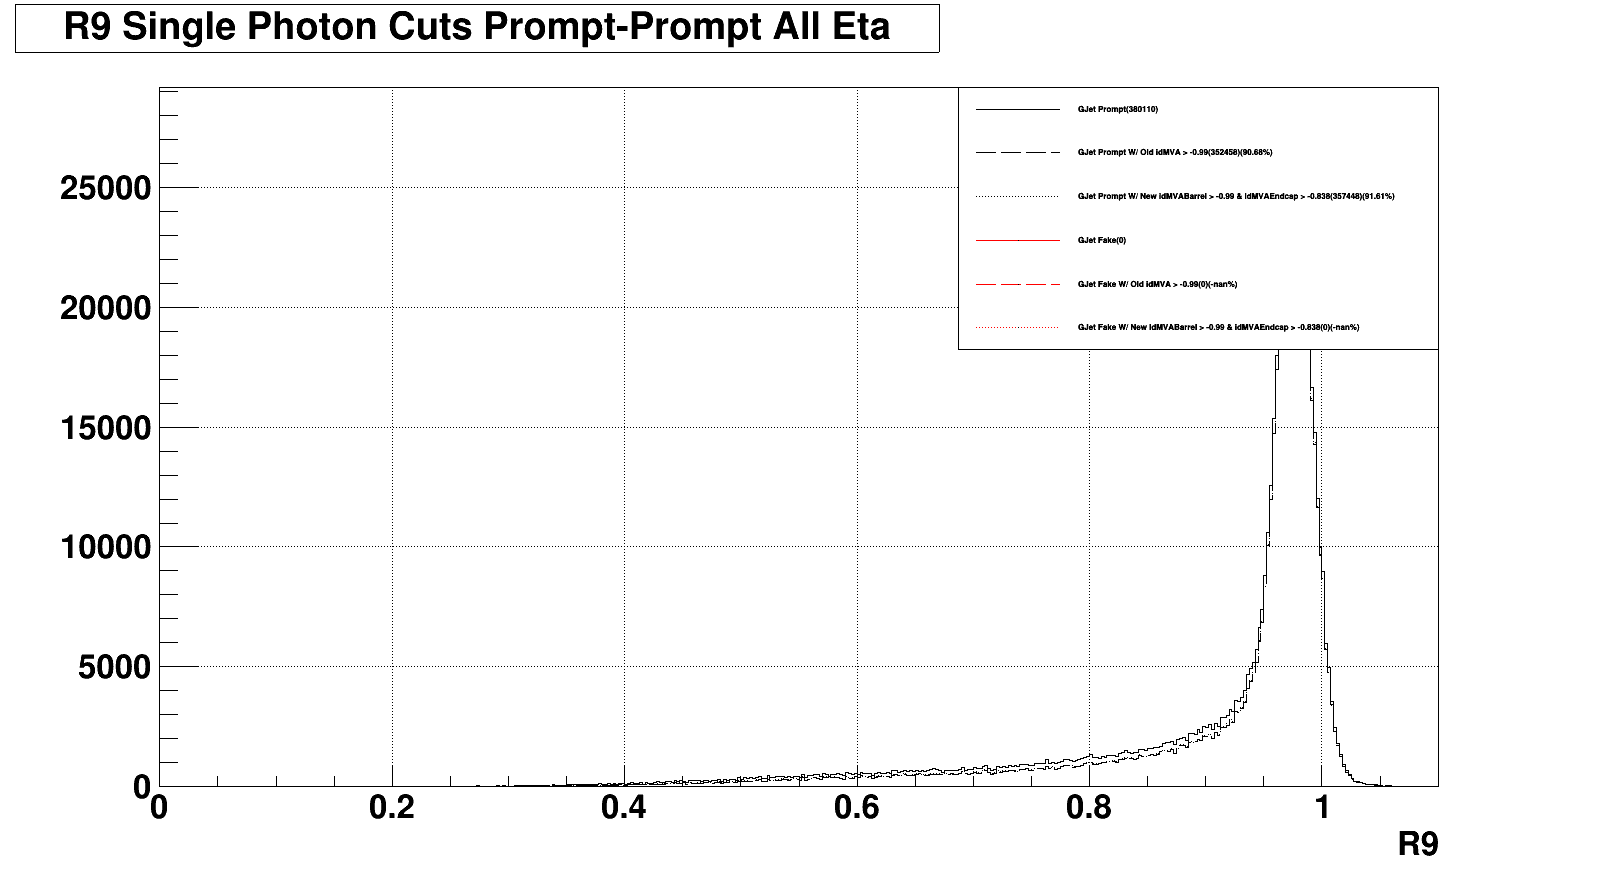 R9 Single Photon Cuts Prompt-Prompt All Eta
GJet Prompt(380110)
GJet Prompt W/ Old idMVA > -0.99(352458)(90.68%)
GJet Prompt W/ New idMVABarrel > -0.99 & idMVAEndcap > -0.838(357448)(91.61%)
GJet Fake(0)
GJet Fake W/ Old idMVA > -0.99(0)(-nan%)
GJet Fake W/ New idMVABarrel > -0.99 & idMVAEndcap > -0.838(0)(-nan%)
25000
20000
15000
10000
5000
0
0 0.2 0.4 0.6 0.8 1
R9